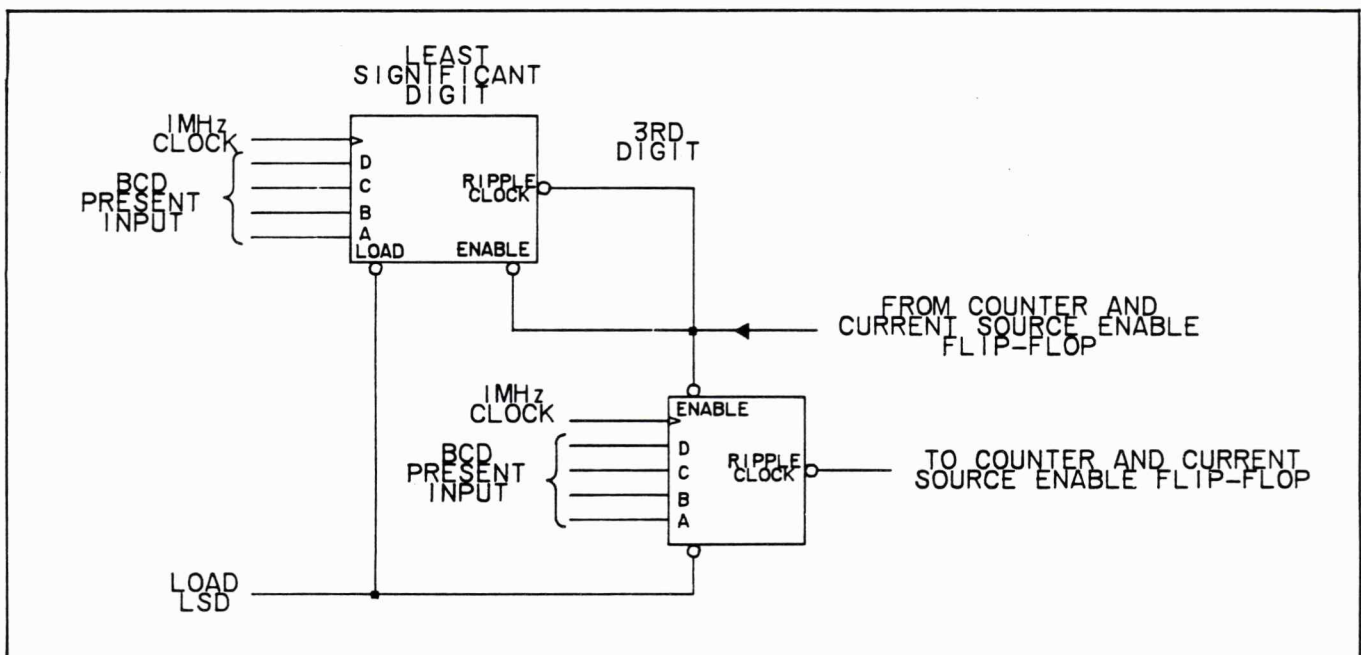 LEAST
SIGNIFICANT
DIGIT
1MHz
CLOCK
BCD
PRESENT
INPUT
D
C
B
A
LOAD
ENABLE
RIPPLE
CLOCK
3RD
DIGIT
FROM COUNTER AND
CURRENT SOURCE ENABLE
FLIP-FLOP
1MHz
CLOCK
BCD
PRESENT
INPUT
ENABLE
D
C
B
A
RIPPLE
CLOCK
TO COUNTER AND CURRENT
SOURCE ENABLE FLIP-FLOP
LOAD
LSD